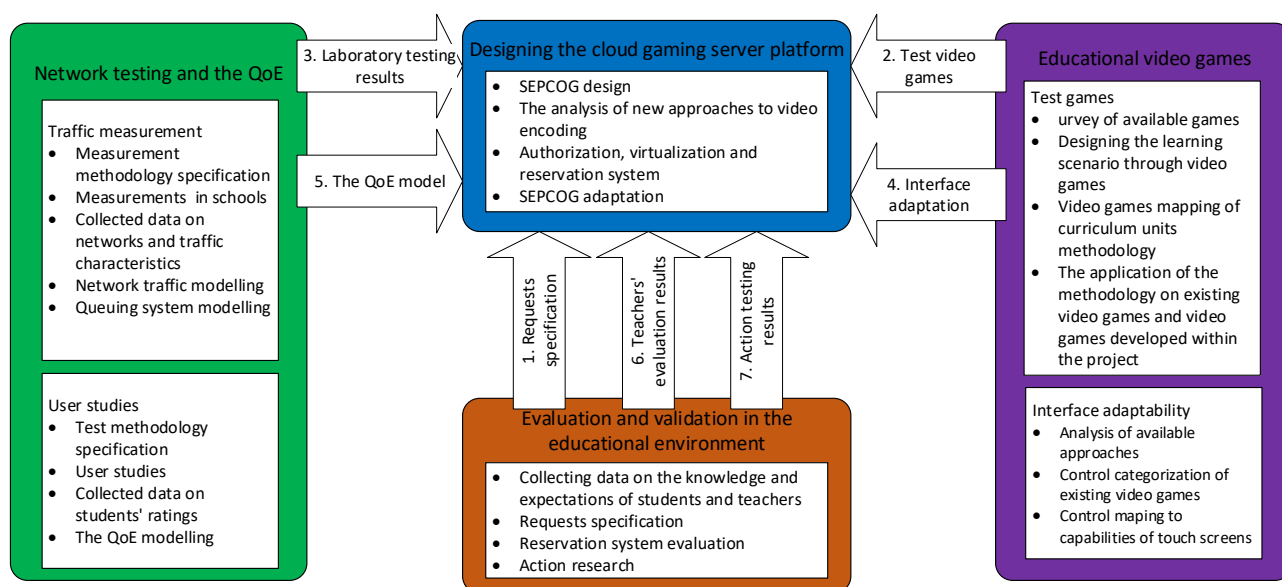 Network testing and the QoE
Traffic measurement
• Measurement
methodology specification
• Measurements in schools
• Collected data on
networks and traffic
characteristics
• Network traffic modelling
• Queuing system modelling
User studies
• Test methodology
specification
• User studies
• Collected data on
students' ratings
• The QoE modelling
3. Laboratory testing
results
5. The QoE model
Designing the cloud gaming server platform
• SEPCOG design
• The analysis of new approaches to video
encoding
• Authorization, virtualization and
reservation system
• SEPCOG adaptation
2. Test video
games
4. Interface
adaptation
1. Requests
specification
6. Teachers'
evaluation results
7. Action testing
results
Evaluation and validation in the
educational environment
• Collecting data on the knowledge and
expectations of students and teachers
• Requests specification
• Reservation system evaluation
• Action research
Educational video games
Test games
• urvey of available games
• Designing the learning
scenario through video
games
• Video games mapping of
curriculum units
methodology
• The application of the
methodology on existing
video games and video
games developed within
the project
Interface adaptability
• Analysis of available
approaches
• Control categorization of
existing video games
• Control maping to
capabilities of touch screens